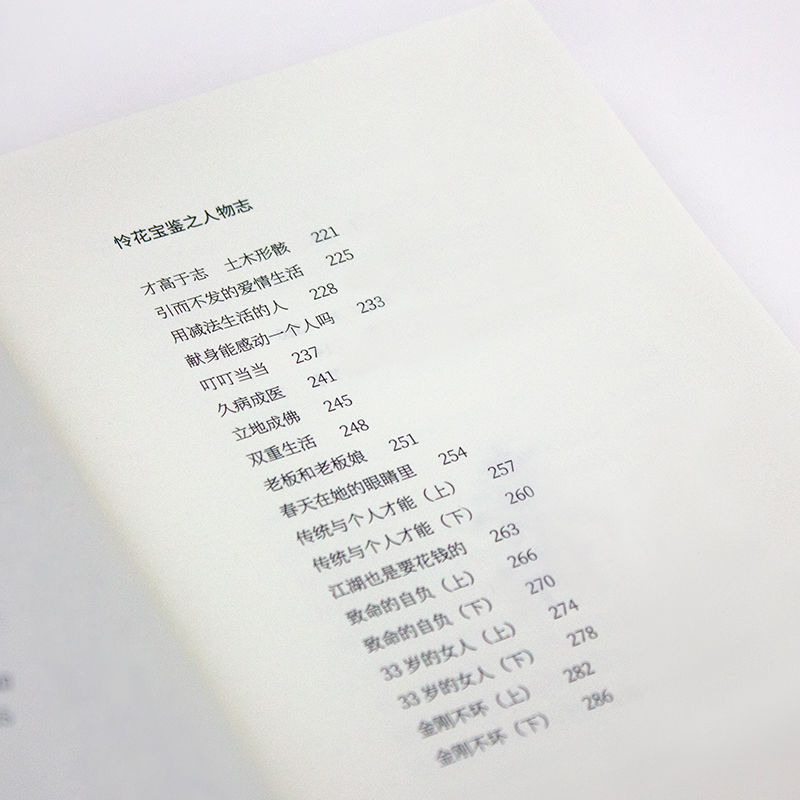 怜花宝鉴之人物志
才高于志　土木形骸 221
引而不发的爱情生活 225
用减法生活的人 228
献身能感动一个人吗 233
叮叮当当 237
久病成医 241
立地成佛 245
双重生活 248
老板和老板娘 251
春天在她的眼睛里 254
传统与个人才能（上） 257
传统与个人才能（下） 260
江湖也是要花钱的 263
致命的自负（上） 266
致命的自负（下） 270
33 岁的女人（上） 274
33 岁的女人（下） 278
金刚不坏（上） 282
金刚不坏（下） 286